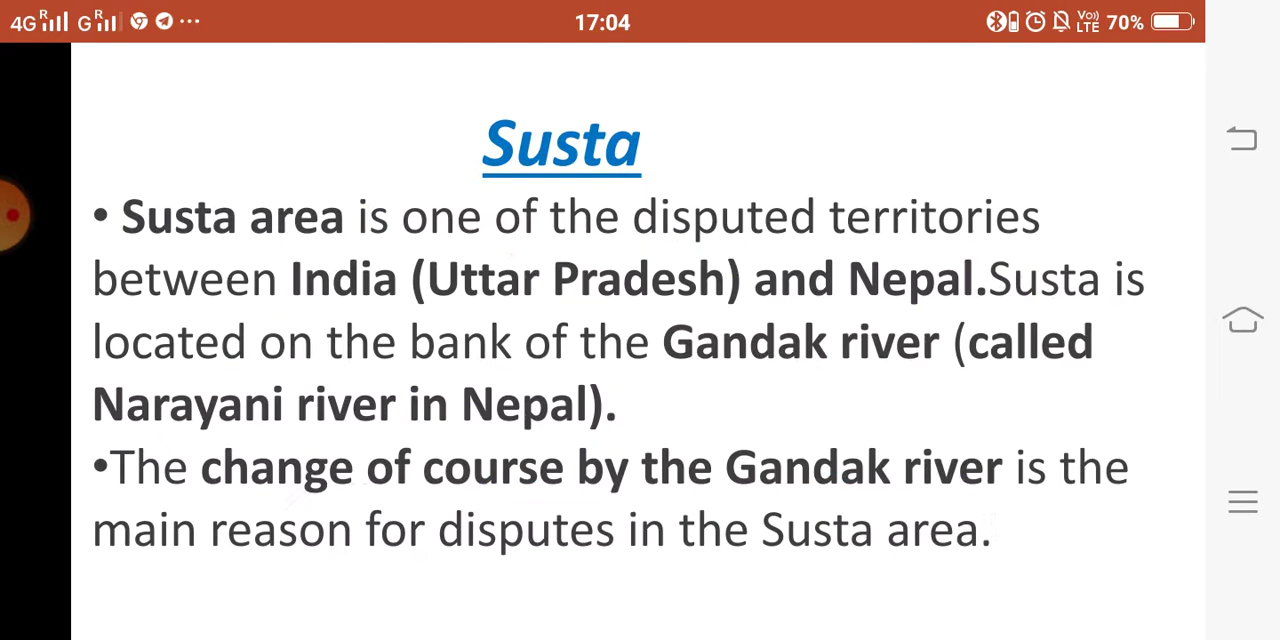 4G R G R 17:04 Vo) LTE 70%
Susta
• Susta area is one of the disputed territories
between India (Uttar Pradesh) and Nepal.Susta is
located on the bank of the Gandak river (called
Narayani river in Nepal).
•The change of course by the Gandak river is the
main reason for disputes in the Susta area.